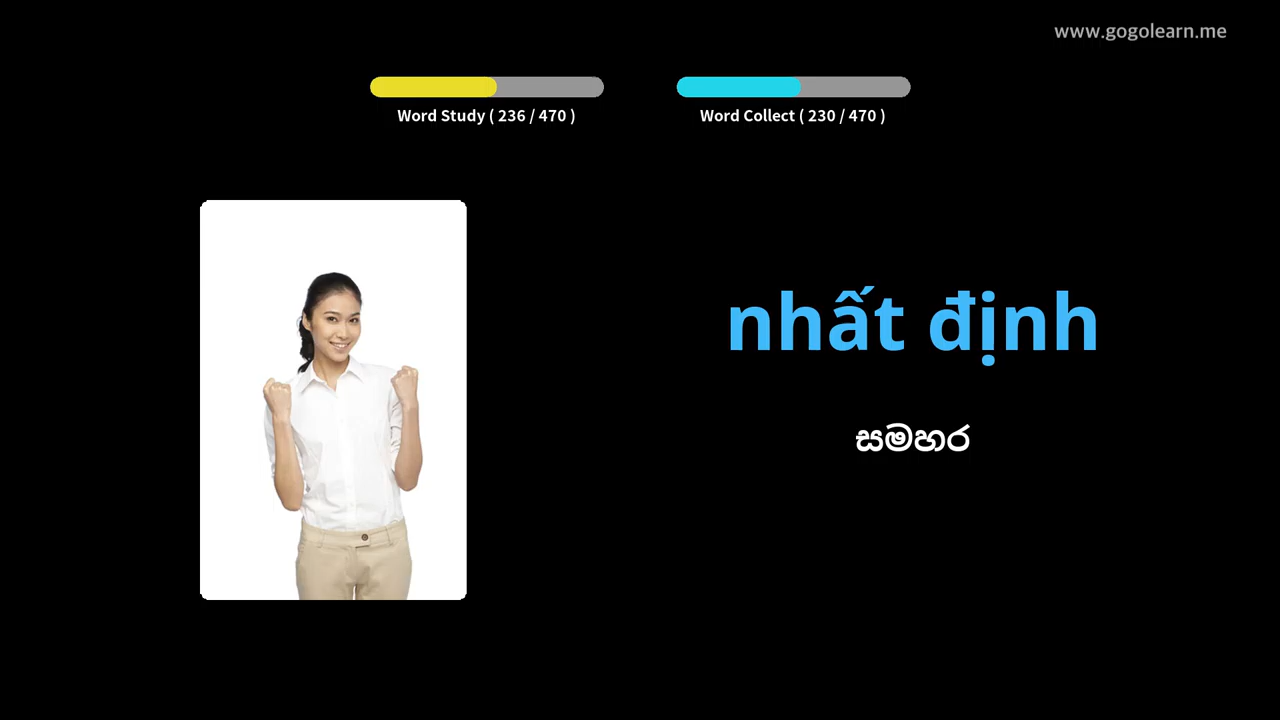 www.gogolearn.me
Word Study ( 236 / 470 )
Word Collect ( 230 / 470 )
nhất định
සමහර